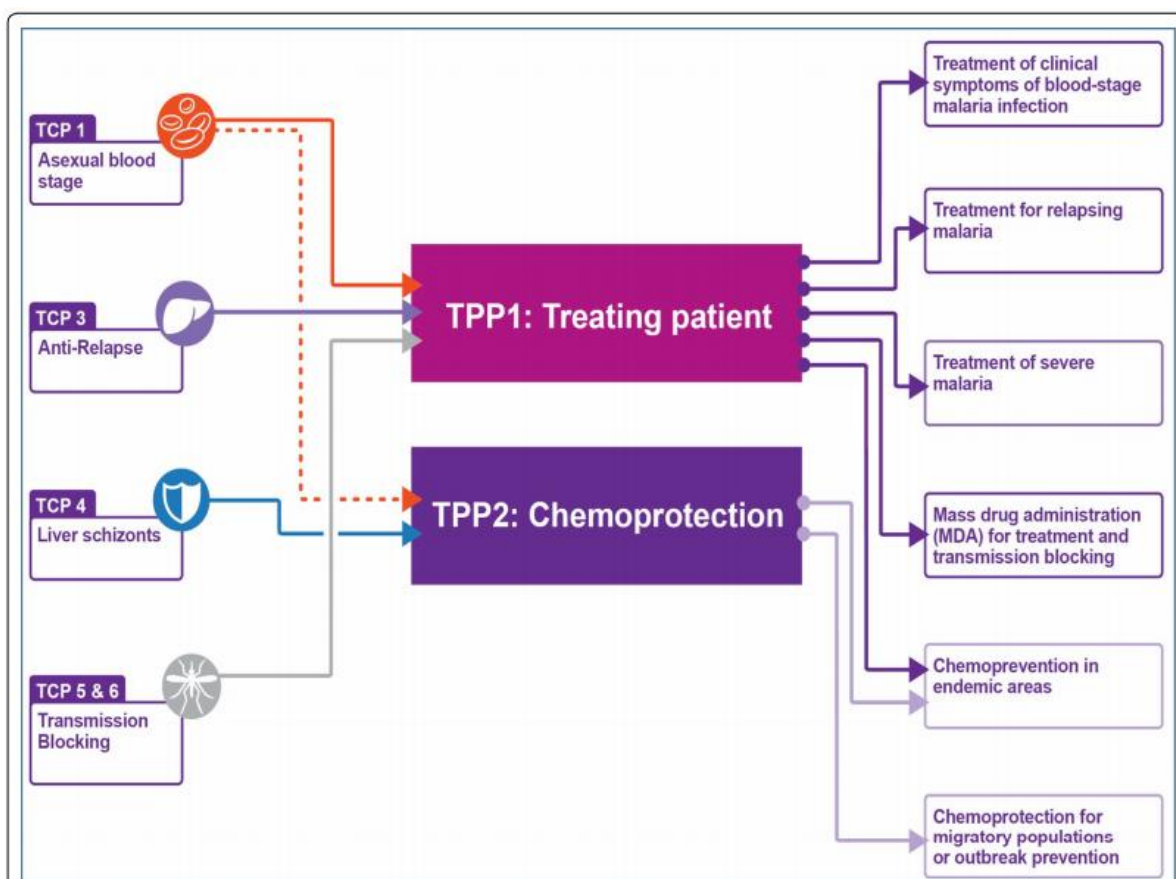 TCP 1
Asexual blood
stage
TCP 3
Anti-Relapse
TCP 4
Liver schizonts
TCP 5 & 6
Transmission
Blocking
TPP1: Treating patient
TPP2: Chemoprotection
Treatment of clinical
symptoms of blood-stage
malaria infection
Treatment for relapsing
malaria
Treatment of severe
malaria
Mass drug administration
(MDA) for treatment and
transmission blocking
Chemoprevention in
endemic areas
Chemoprotection for
migratory populations
or outbreak prevention